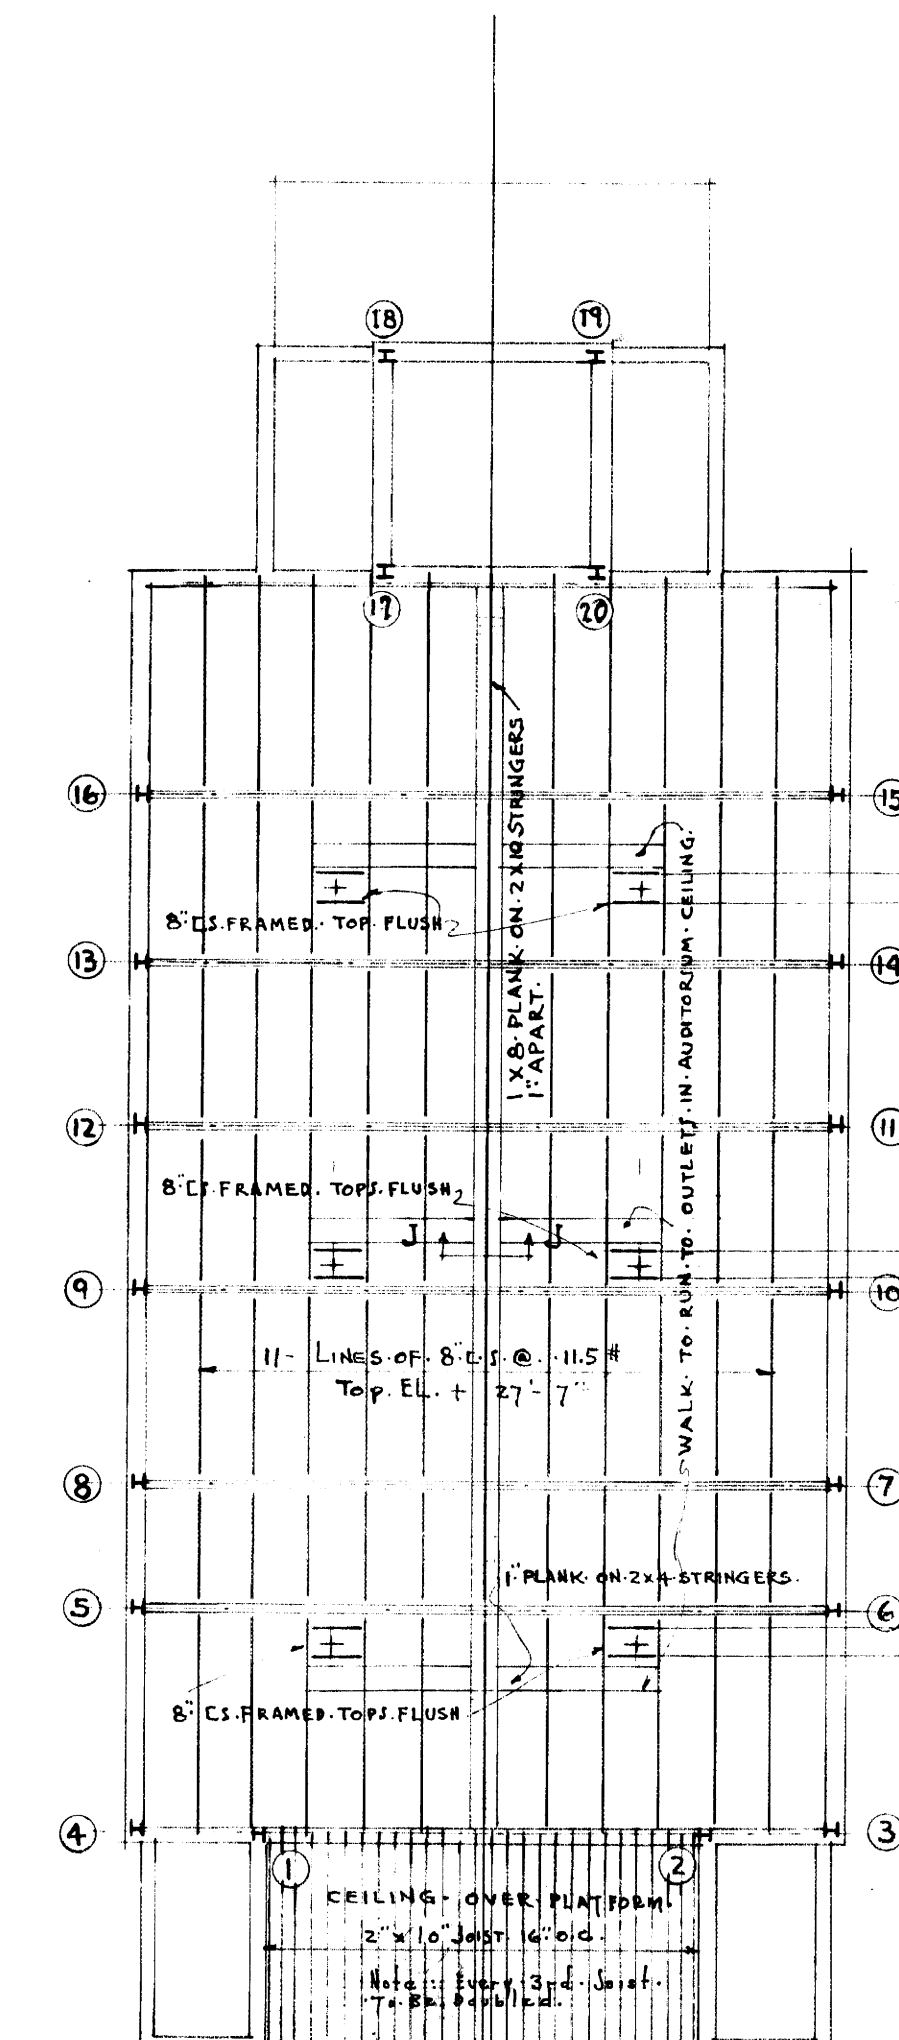 18
19
17
20
1 X 8. PLANK. ON. 2 X 10 STRINGERS
1" APART.
16
15
WALK. TO. RUN. TO. OUTLETS. IN. AUDITORIUM. CEILING.
8" [S. FRAMED. TOP. FLUSH
13
14
12
11
8" [S. FRAMED. TOPS. FLUSH
J
J
9
10
11- LINES. OF. 8" [S. @. 11.5 #
TOP. EL. + 27'- 7"
8
7
1" PLANK. ON. 2x4 STRINGERS.
5
6
8" [S. FRAMED. TOPS. FLUSH
4
3
1
2
CEILING. OVER. PLATFORM.
2" x 10" JOIST. 16" O.C.
Note: Every. 3rd. Joist.
To. Be. Doubled.